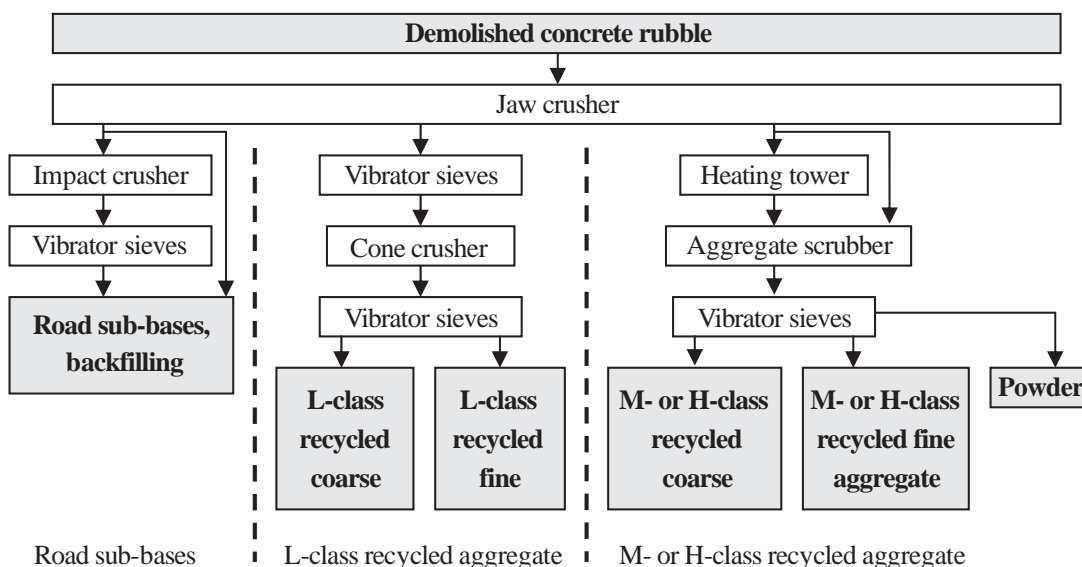 Demolished concrete rubble
Jaw crusher
Impact crusher
Vibrator sieves
Heating tower
Vibrator sieves
Cone crusher
Aggregate scrubber
Road sub-bases,
backfilling
Vibrator sieves
Vibrator sieves
L-class
recycled
coarse
L-class
recycled
fine
M- or H-class
recycled
coarse
M- or H-class
recycled fine
aggregate
Powder
Road sub-bases
L-class recycled aggregate
M- or H-class recycled aggregate